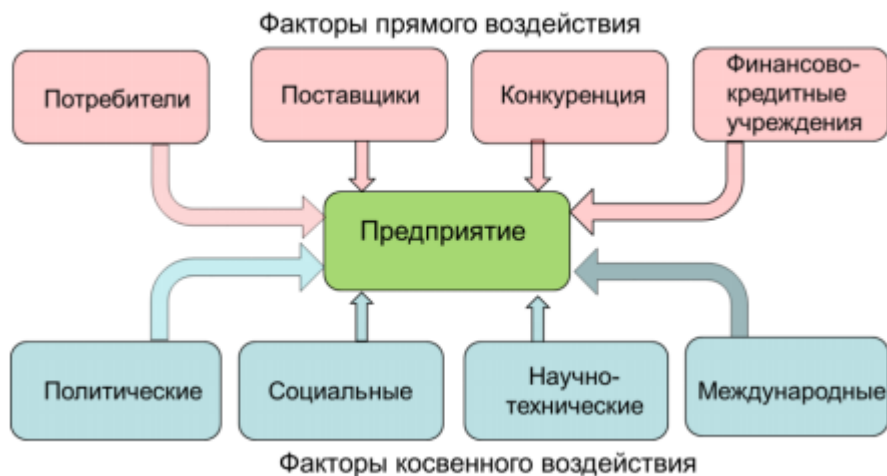 Факторы прямого воздействия
Потребители
Поставщики
Конкуренция
Финансово-
кредитные
учреждения
Предприятие
Политические
Социальные
Научно-
технические
Международные
Факторы косвенного воздействия